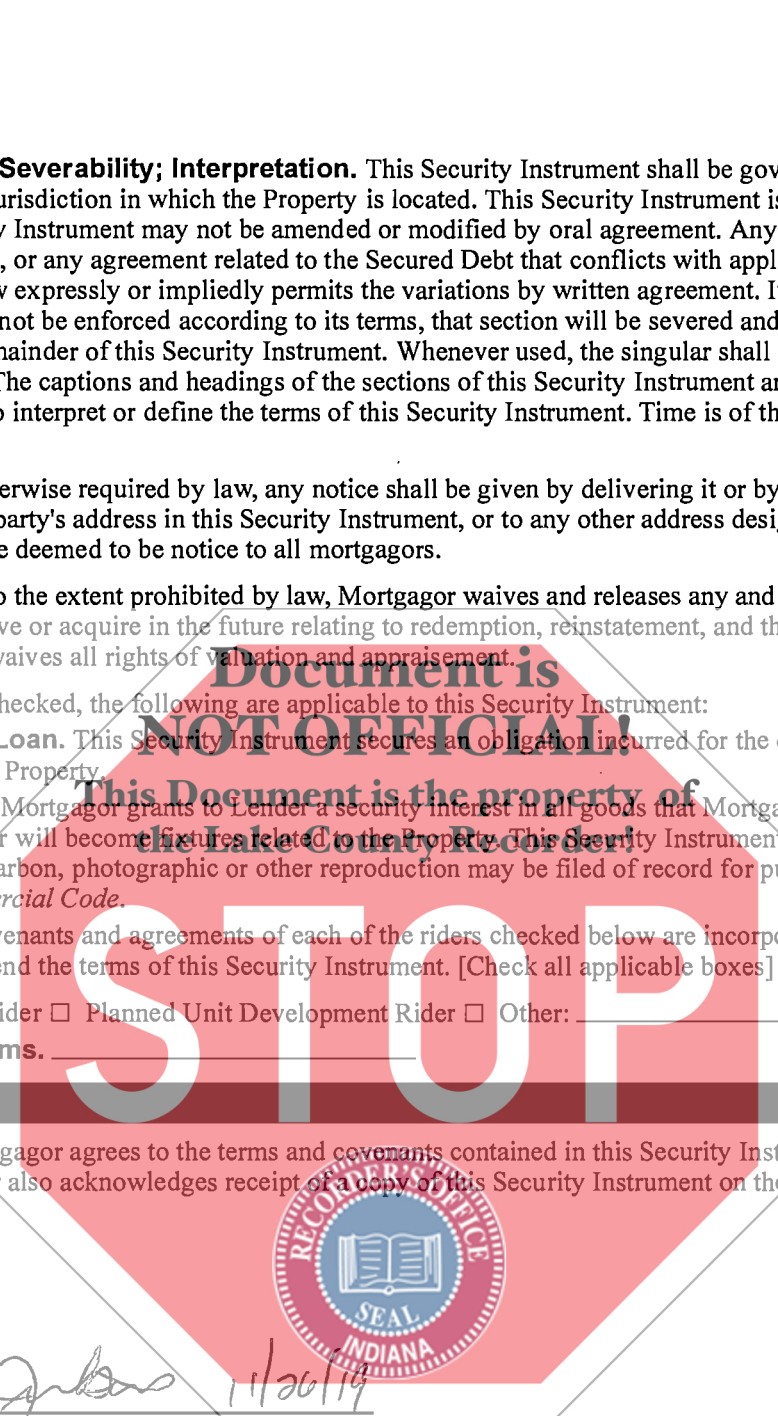 Severability; Interpretation. This Security Instrument shall be gov
urisdiction in which the Property is located. This Security Instrument is
y Instrument may not be amended or modified by oral agreement. Any
, or any agreement related to the Secured Debt that conflicts with appl
w expressly or impliedly permits the variations by written agreement. I
not be enforced according to its terms, that section will be severed and
mainder of this Security Instrument. Whenever used, the singular shall
The captions and headings of the sections of this Security Instrument ar
o interpret or define the terms of this Security Instrument. Time is of th
erwise required by law, any notice shall be given by delivering it or by
party's address in this Security Instrument, or to any other address desig
e deemed to be notice to all mortgagors.
o the extent prohibited by law, Mortgagor waives and releases any and
ve or acquire in the future relating to redemption, reinstatement, and th
waives all rights of valuation and appraisement.
Document is
hecked, the following are applicable to this Security Instrument:
NOT OFFICIAL!
Loan. This Security Instrument secures an obligation incurred for the
Property.
This Document is the property of
Mortgagor grants to Lender a security interest in all goods that Mortga
the Lake County Recorder!
r will become fixtures related to the Property. This Security Instrument
arbon, photographic or other reproduction may be filed of record for pu
rcial Code.
STOP
venants and agreements of each of the riders checked below are incorpo
end the terms of this Security Instrument. [Check all applicable boxes]
ider ☐ Planned Unit Development Rider ☐ Other:
ms.
gagor agrees to the terms and covenants contained in this Security Inst
also acknowledges receipt of a copy of this Security Instrument on the
RECORDER'S OFFICE
SEAL
INDIANA
11/26/19